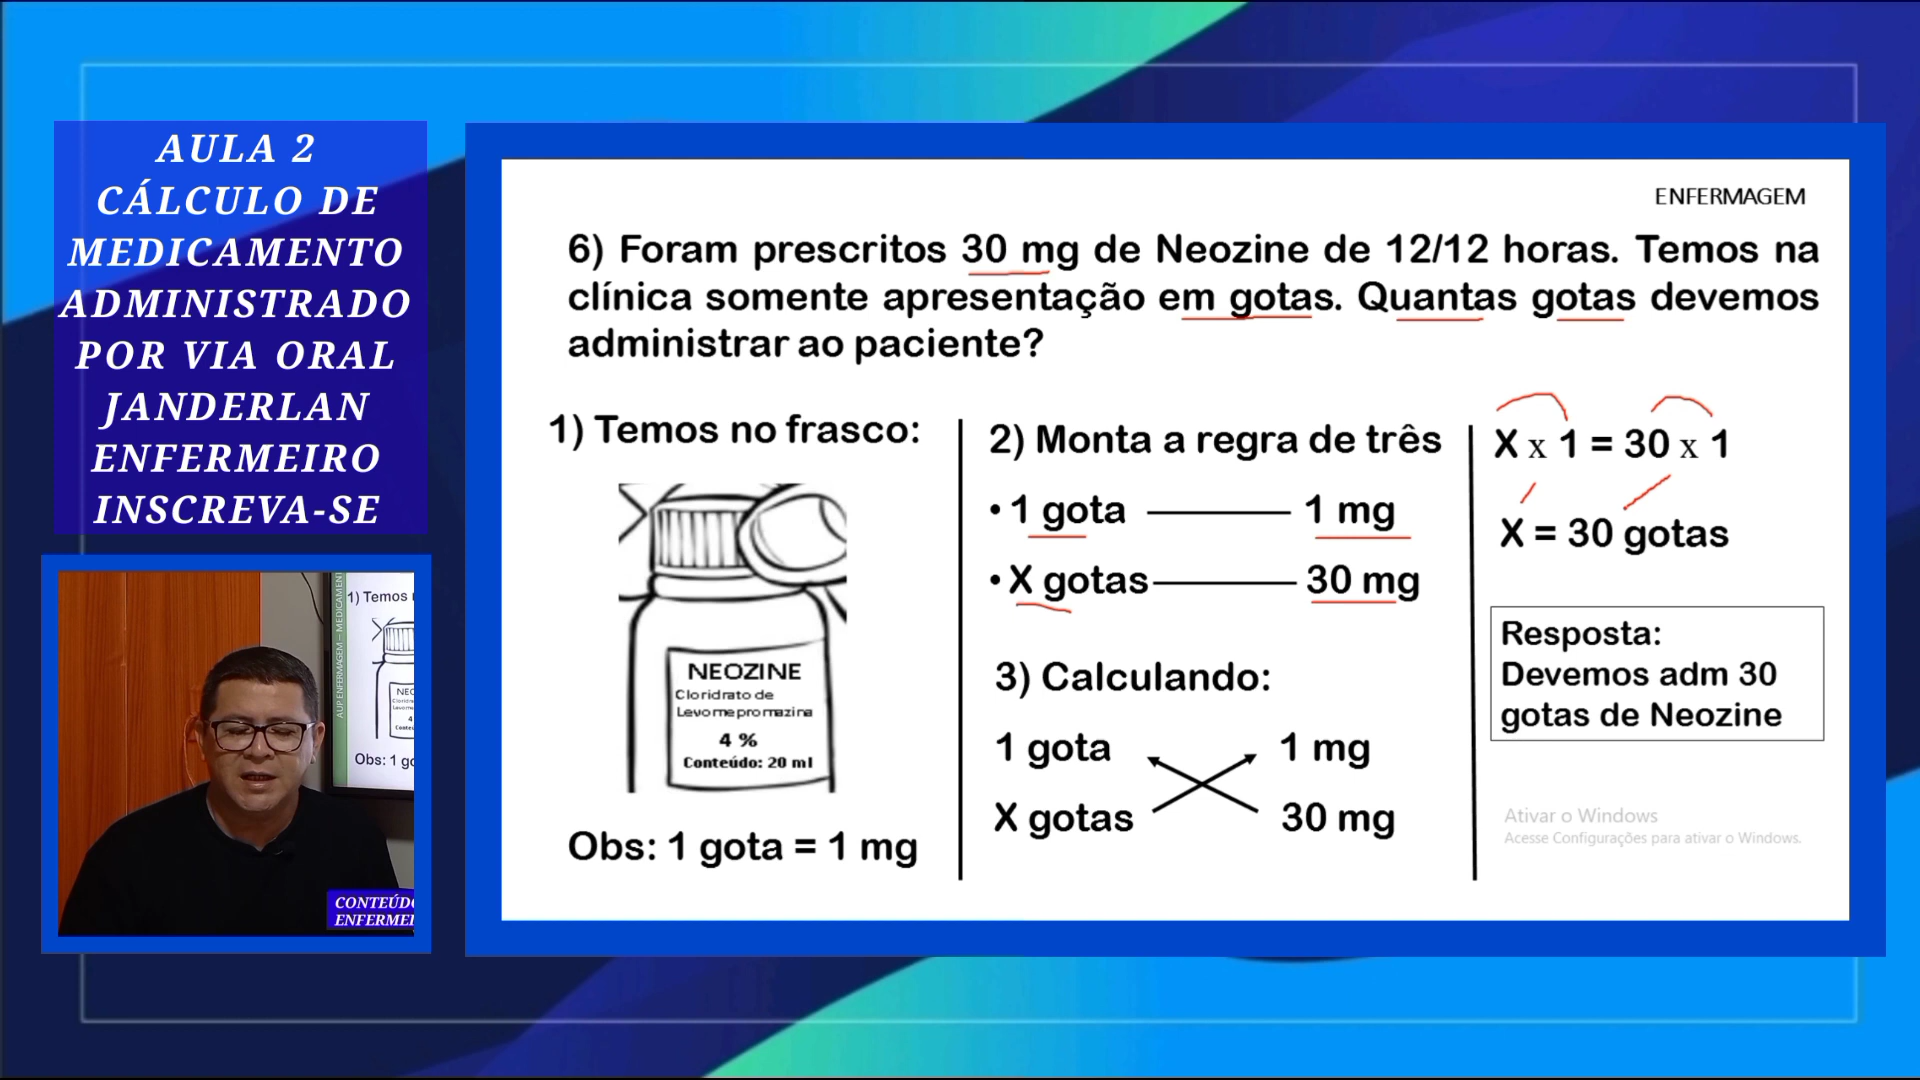 AULA 2
CÁLCULO DE
MEDICAMENTO
ADMINISTRADO
POR VIA ORAL
JANDERLAN
ENFERMEIRO
INSCREVA-SE
ENFERMAGEM
6) Foram prescritos 30 mg de Neozine de 12/12 horas. Temos na
clínica somente apresentação em gotas. Quantas gotas devemos
administrar ao paciente?
1) Temos no frasco:
NEOZINE
Cloridrato de
Levomepromazina
4 %
Conteúdo: 20 ml
Obs: 1 gota = 1 mg
2) Monta a regra de três
• 1 gota 1 mg
• X gotas 30 mg
3) Calculando:
1 gota 1 mg
X gotas 30 mg
X x 1 = 30 x 1
X = 30 gotas
Resposta:
Devemos adm 30
gotas de Neozine
Ativar o Windows
Acesse Configurações para ativar o Windows.
1) Temos
Obs: 1 go